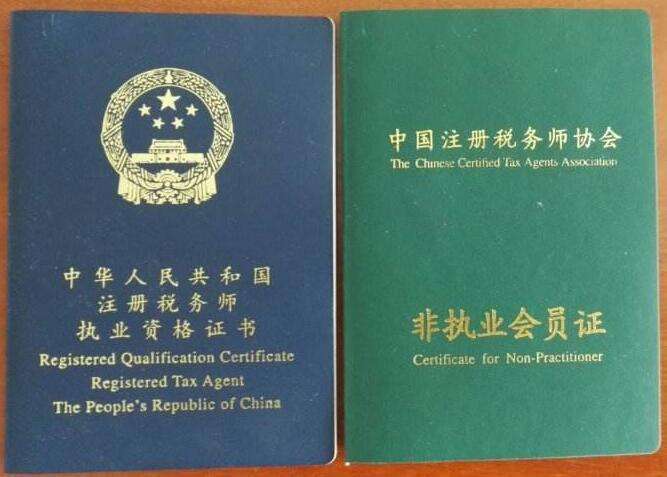 中华人民共和国
注册税务师
执业资格证书
Registered Qualification Certificate
Registered Tax Agent
The People's Republic of China
中国注册税务师协会
The Chinese Certified Tax Agents Association
非执业会员证
Certificate for Non-Practitioner